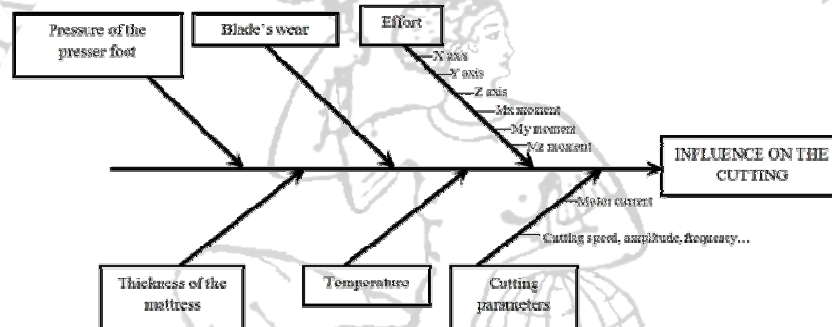 Pressure of the
presser foot
Blade's wear
Effort
X axis
Y axis
Z axis
Mx moment
My moment
Mz moment
INFLUENCE ON THE
CUTTING
Motor current
Cutting speed, amplitude, frequency...
Thickness of the
mattress
Temperature
Cutting
parameters